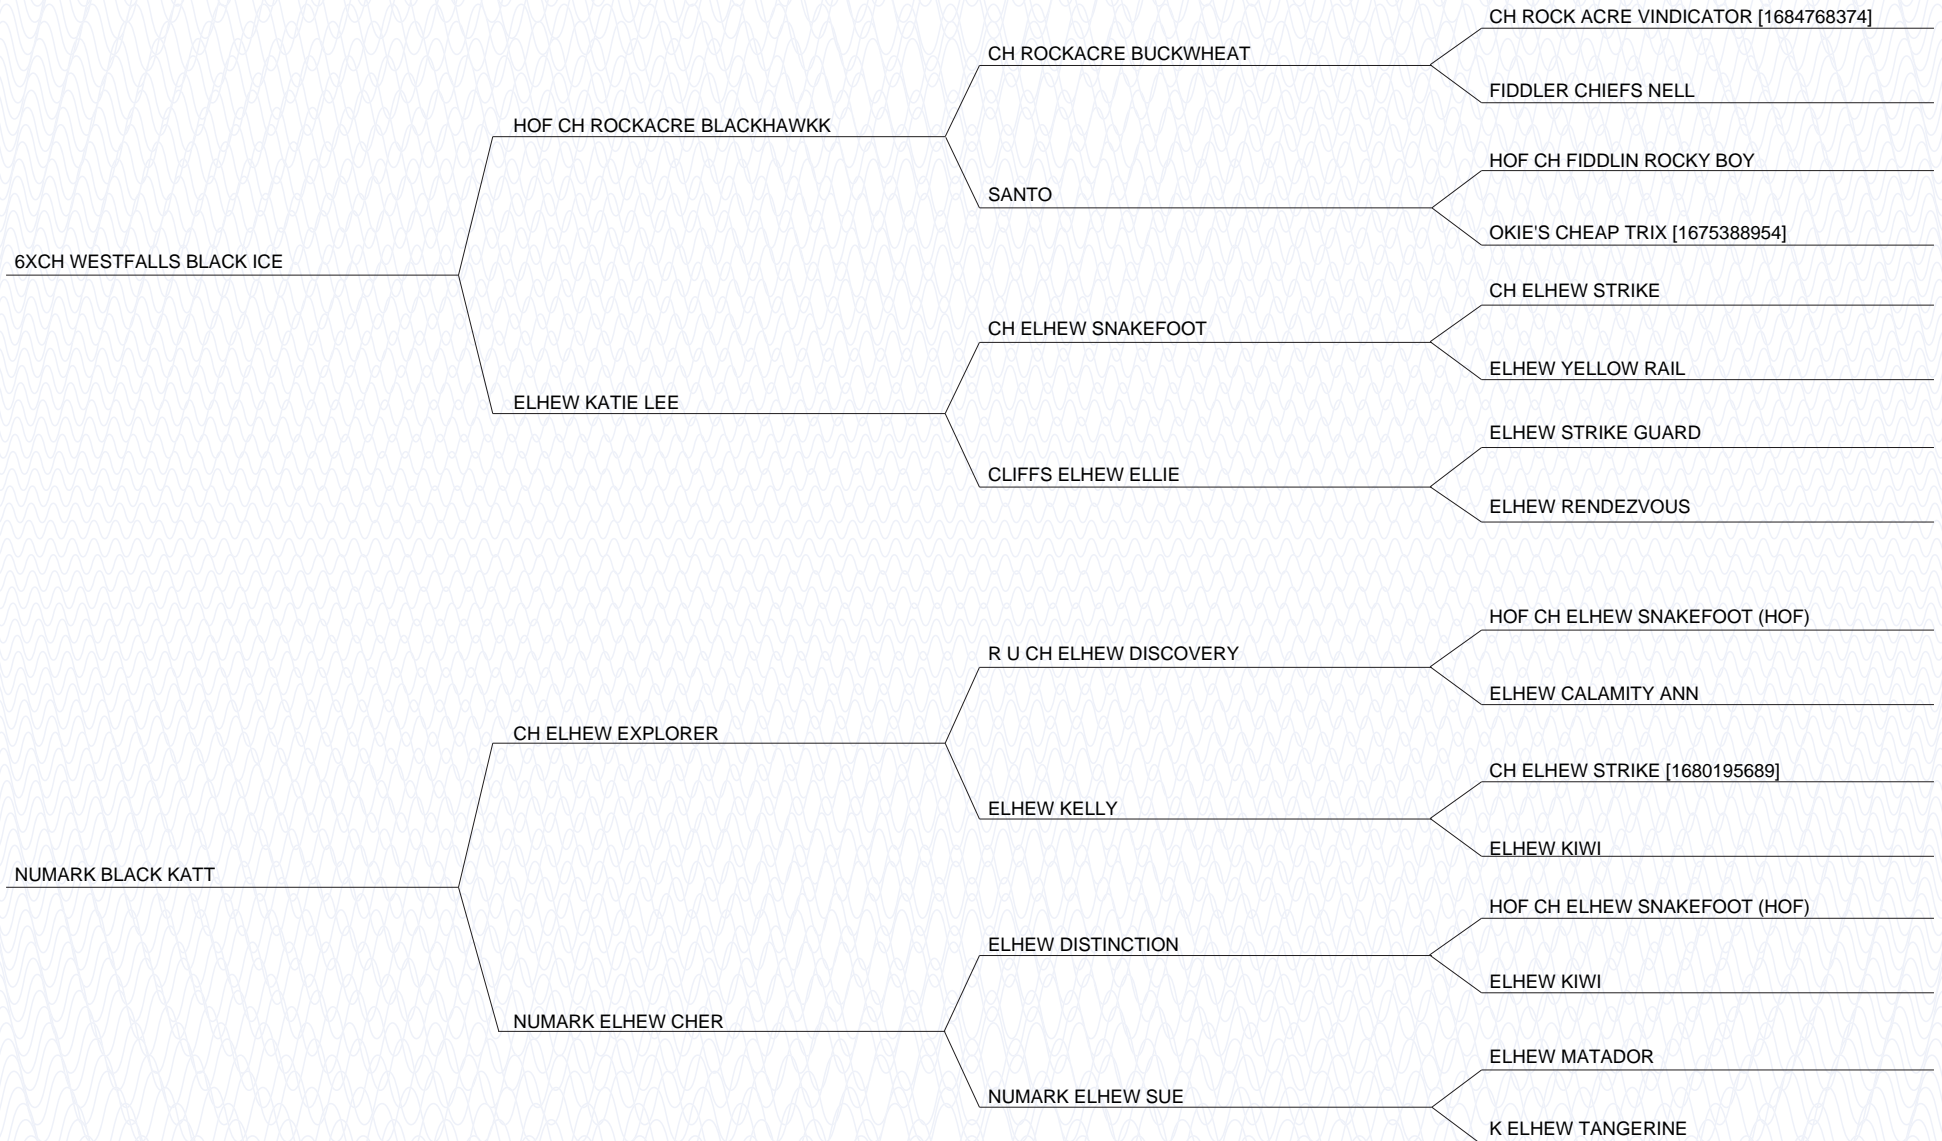 CH ROCK ACRE VINDICATOR [1684768374]
CH ROCKACRE BUCKWHEAT
FIDDLER CHIEFS NELL
HOF CH ROCKACRE BLACKHAWKK
HOF CH FIDDLIN ROCKY BOY
SANTO
OKIE'S CHEAP TRIX [1675388954]
6XCH WESTFALLS BLACK ICE
CH ELHEW STRIKE
CH ELHEW SNAKEFOOT
ELHEW YELLOW RAIL
ELHEW KATIE LEE
ELHEW STRIKE GUARD
CLIFFS ELHEW ELLIE
ELHEW RENDEZVOUS
HOF CH ELHEW SNAKEFOOT (HOF)
R U CH ELHEW DISCOVERY
ELHEW CALAMITY ANN
CH ELHEW EXPLORER
CH ELHEW STRIKE [1680195689]
ELHEW KELLY
ELHEW KIWI
NUMARK BLACK KATT
HOF CH ELHEW SNAKEFOOT (HOF)
ELHEW DISTINCTION
ELHEW KIWI
NUMARK ELHEW CHER
ELHEW MATADOR
NUMARK ELHEW SUE
K ELHEW TANGERINE